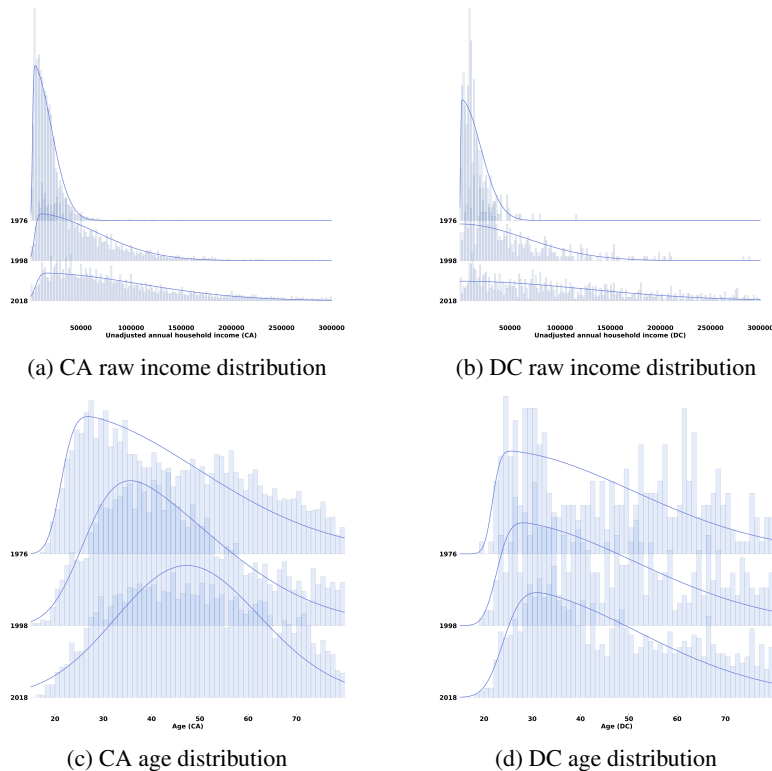 1976
1998
2018
50000 100000 150000 200000 250000 300000
Unadjusted annual household income (CA)
(a) CA raw income distribution
1976
1998
2018
50000 100000 150000 200000 250000 300000
Unadjusted annual household income (DC)
(b) DC raw income distribution
1976
1998
2018
20 30 40 50 60 70
Age (CA)
(c) CA age distribution
1976
1998
2018
20 30 40 50 60 70
Age (DC)
(d) DC age distribution